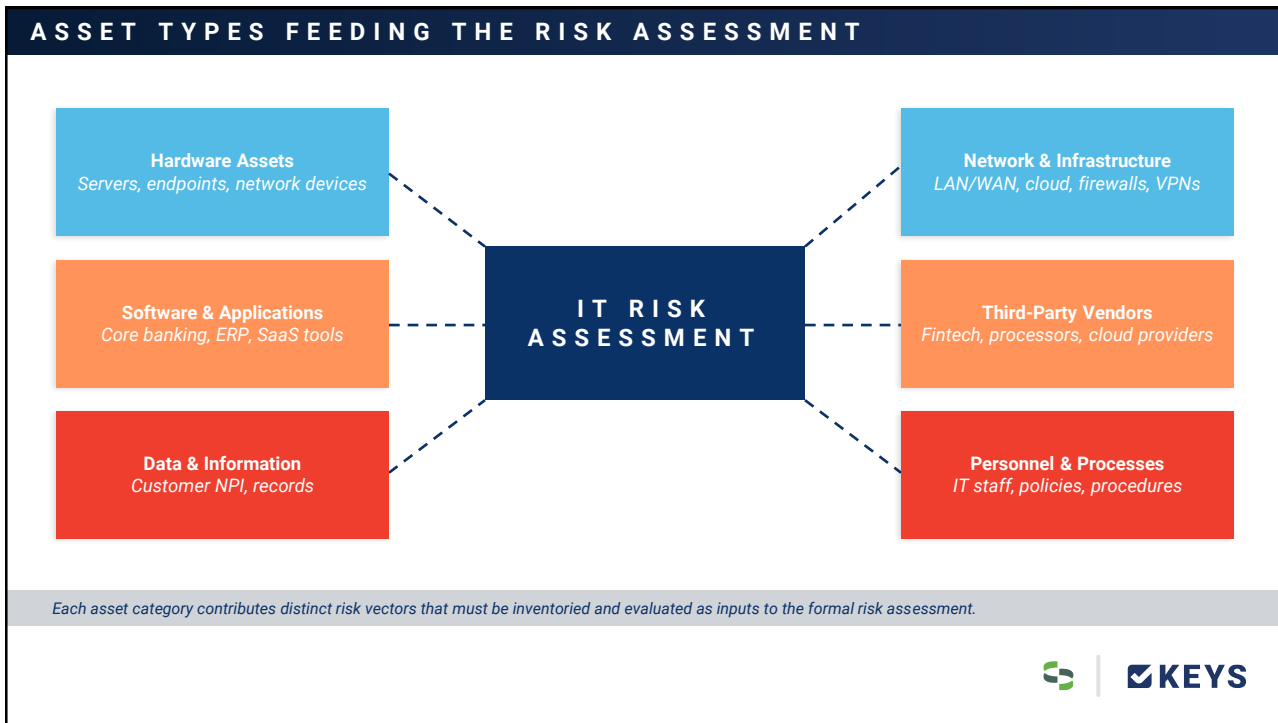 ASSET TYPES FEEDING THE RISK ASSESSMENT
Hardware Assets
Servers, endpoints, network devices
Network & Infrastructure
LAN/WAN, cloud, firewalls, VPNs
Software & Applications
Core banking, ERP, SaaS tools
IT RISK
ASSESSMENT
Third-Party Vendors
Fintech, processors, cloud providers
Data & Information
Customer NPI, records
Personnel & Processes
IT staff, policies, procedures
Each asset category contributes distinct risk vectors that must be inventoried and evaluated as inputs to the formal risk assessment.
KEYS